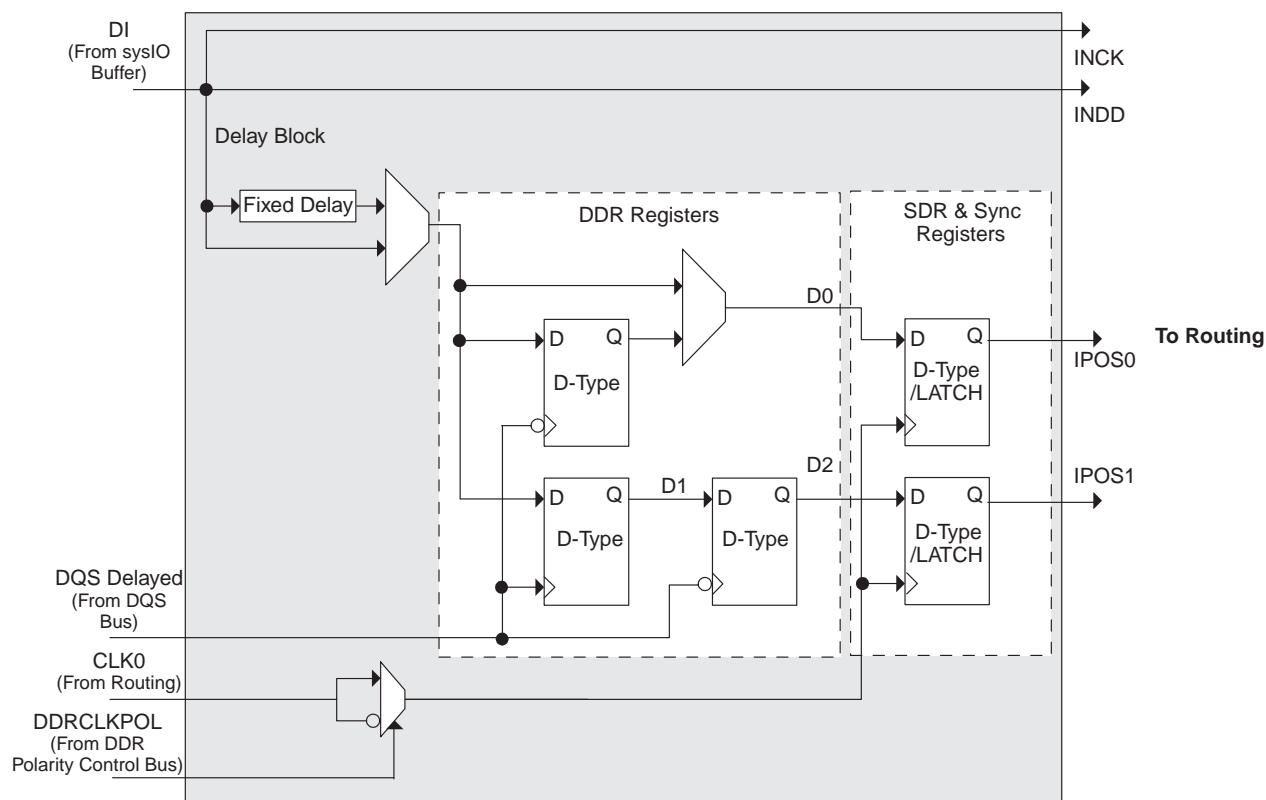 DI
(From sysIO
Buffer)
INCK
INDD
Delay Block
Fixed Delay
DDR Registers
SDR & Sync
Registers
D0
D Q
D-Type
D Q
D-Type
/LATCH
IPOS0
To Routing
D Q
D-Type
D1
D Q
D-Type
D2
D Q
D-Type
/LATCH
IPOS1
DQS Delayed
(From DQS
Bus)
CLK0
(From Routing)
DDRCLKPOL
(From DDR
Polarity Control Bus)